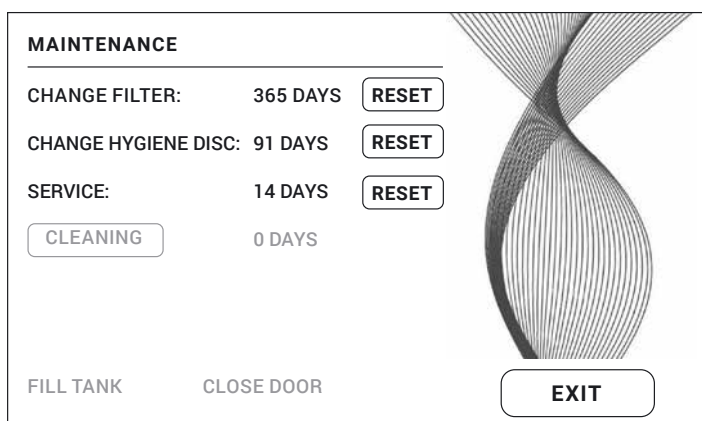 MAINTENANCE
CHANGE FILTER: 365 DAYS RESET
CHANGE HYGIENE DISC: 91 DAYS RESET
SERVICE: 14 DAYS RESET
CLEANING 0 DAYS
FILL TANK CLOSE DOOR EXIT